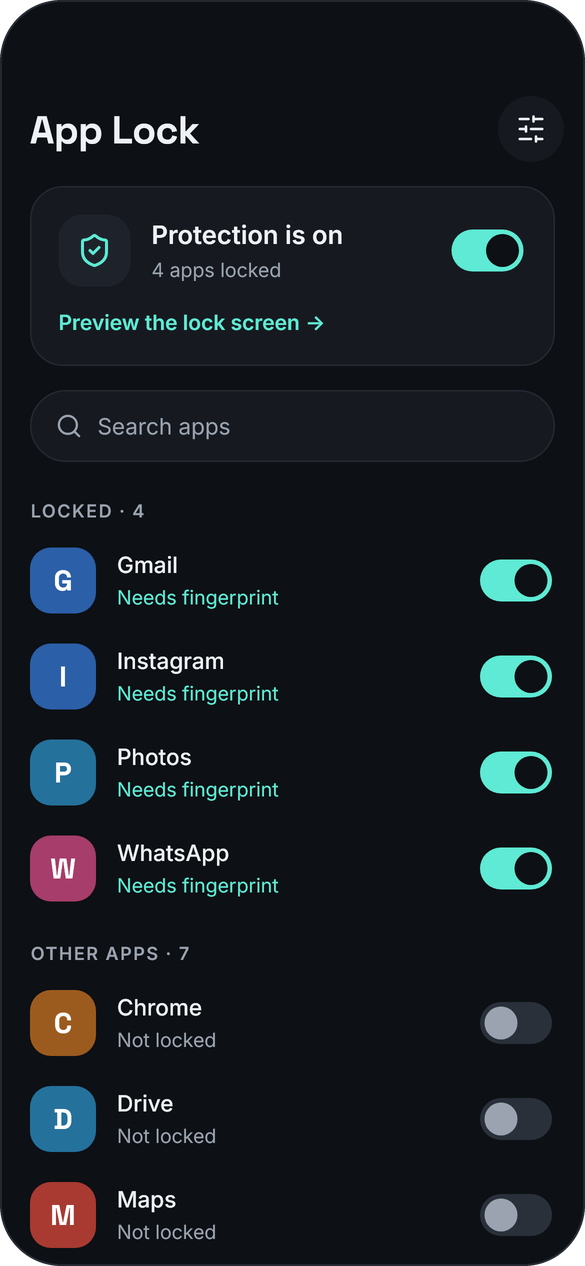 App Lock
Protection is on
4 apps locked
Preview the lock screen →
Search apps
LOCKED · 4
G
Gmail
Needs fingerprint
I
Instagram
Needs fingerprint
P
Photos
Needs fingerprint
W
WhatsApp
Needs fingerprint
OTHER APPS · 7
C
Chrome
Not locked
D
Drive
Not locked
M
Maps
Not locked